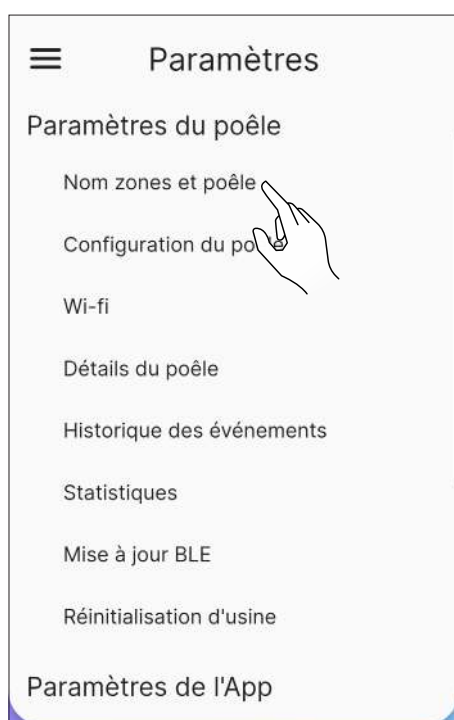 Paramètres
Paramètres du poêle
Nom zones et poêle
Configuration du poêle
Wi-fi
Détails du poêle
Historique des événements
Statistiques
Mise à jour BLE
Réinitialisation d'usine
Paramètres de l'App